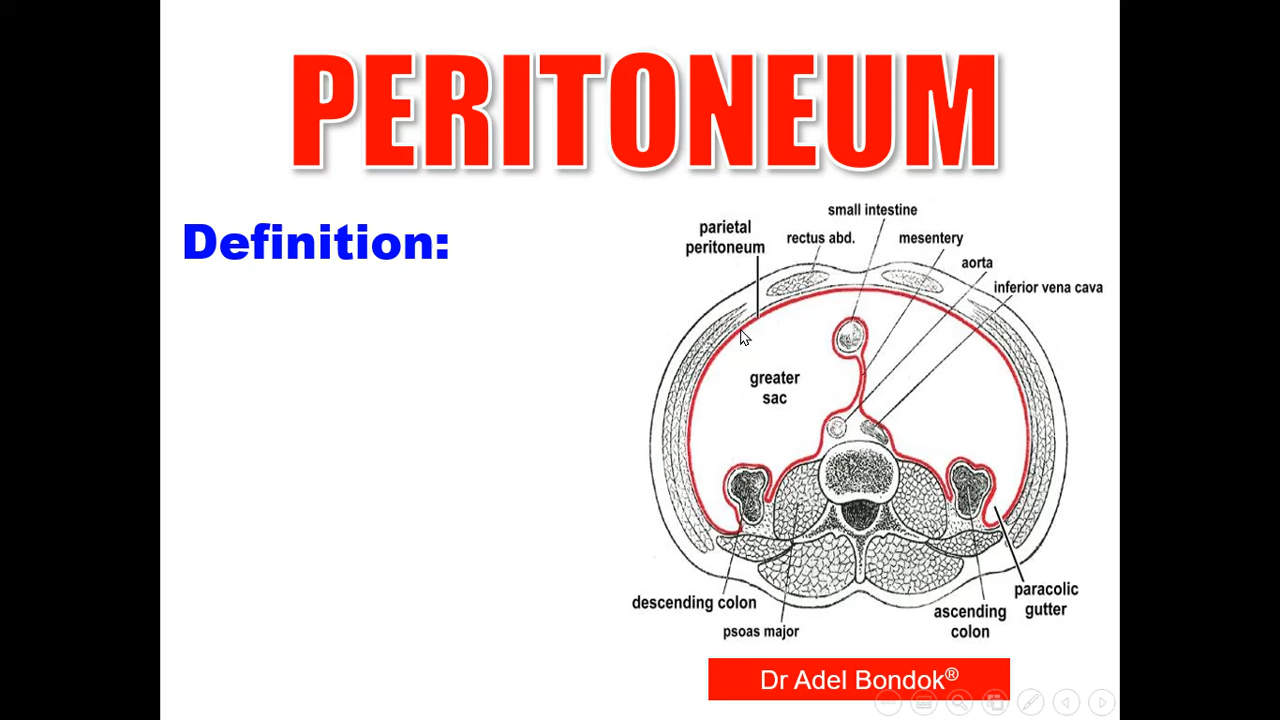 PERITONEUM
Definition:
small intestine
parietal
peritoneum
rectus abd.
mesentery
aorta
inferior vena cava
greater
sac
descending colon
psoas major
ascending
colon
paracolic
gutter
Dr Adel Bondok®